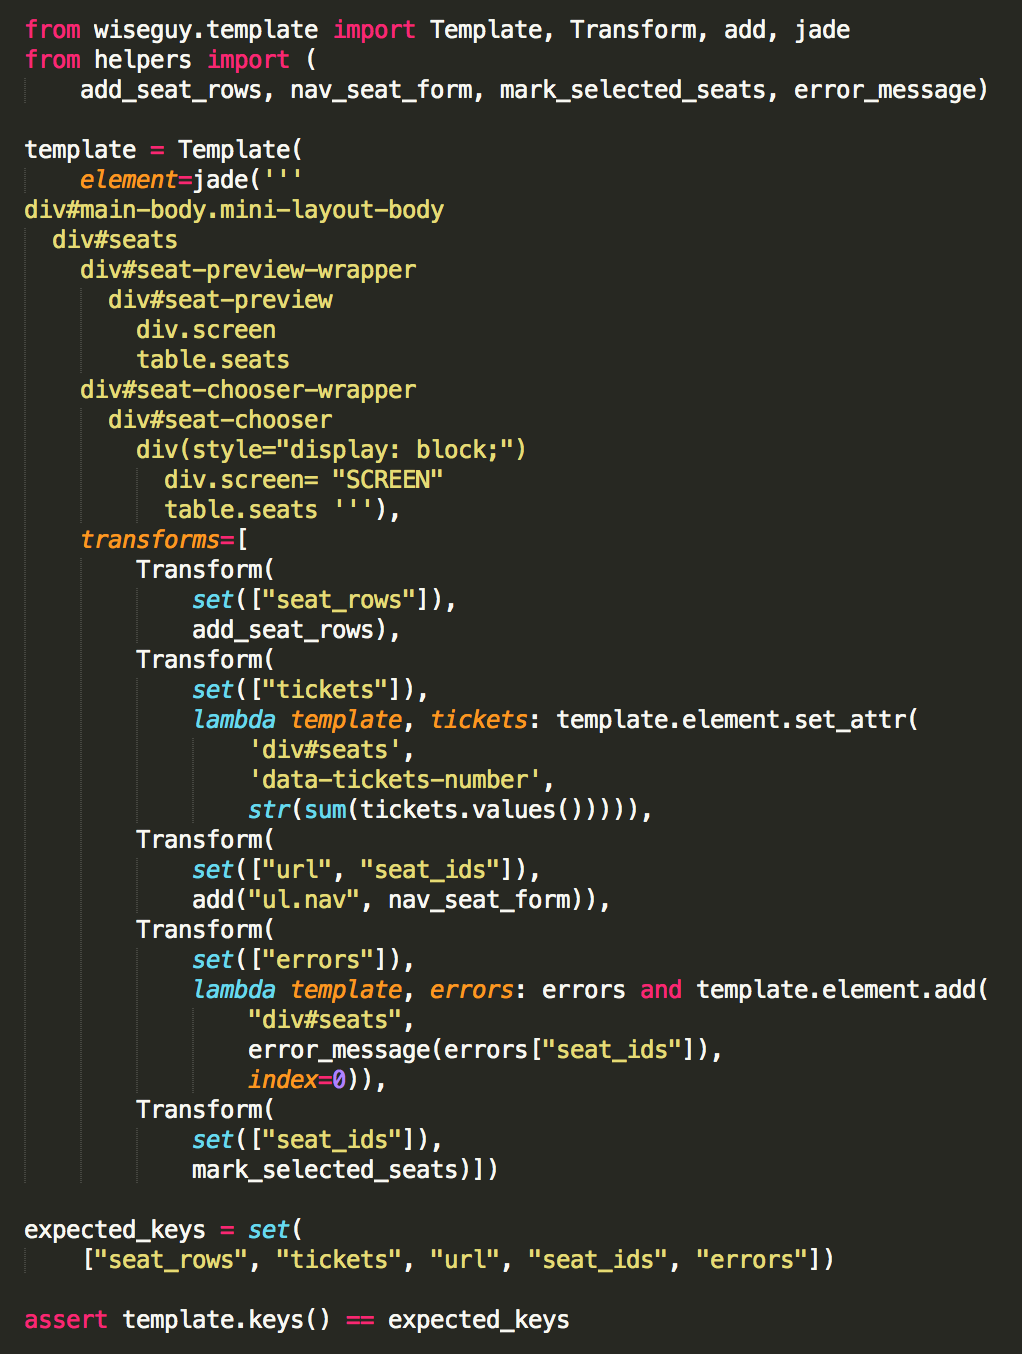 from wiseguy.template import Template, Transform, add, jade
from helpers import (
    add_seat_rows, nav_seat_form, mark_selected_seats, error_message)

template = Template(
    element=jade('''
div#main-body.mini-layout-body
  div#seats
    div#seat-preview-wrapper
      div#seat-preview
        div.screen
        table.seats
    div#seat-chooser-wrapper
      div#seat-chooser
        div(style="display: block;")
          div.screen= "SCREEN"
          table.seats '''),
    transforms=[
        Transform(
            set(["seat_rows"]),
            add_seat_rows),
        Transform(
            set(["tickets"]),
            lambda template, tickets: template.element.set_attr(
                'div#seats',
                'data-tickets-number',
                str(sum(tickets.values())))),
        Transform(
            set(["url", "seat_ids"]),
            add("ul.nav", nav_seat_form)),
        Transform(
            set(["errors"]),
            lambda template, errors: errors and template.element.add(
                "div#seats",
                error_message(errors["seat_ids"]),
                index=0)),
        Transform(
            set(["seat_ids"]),
            mark_selected_seats)])

expected_keys = set(
    ["seat_rows", "tickets", "url", "seat_ids", "errors"])

assert template.keys() == expected_keys